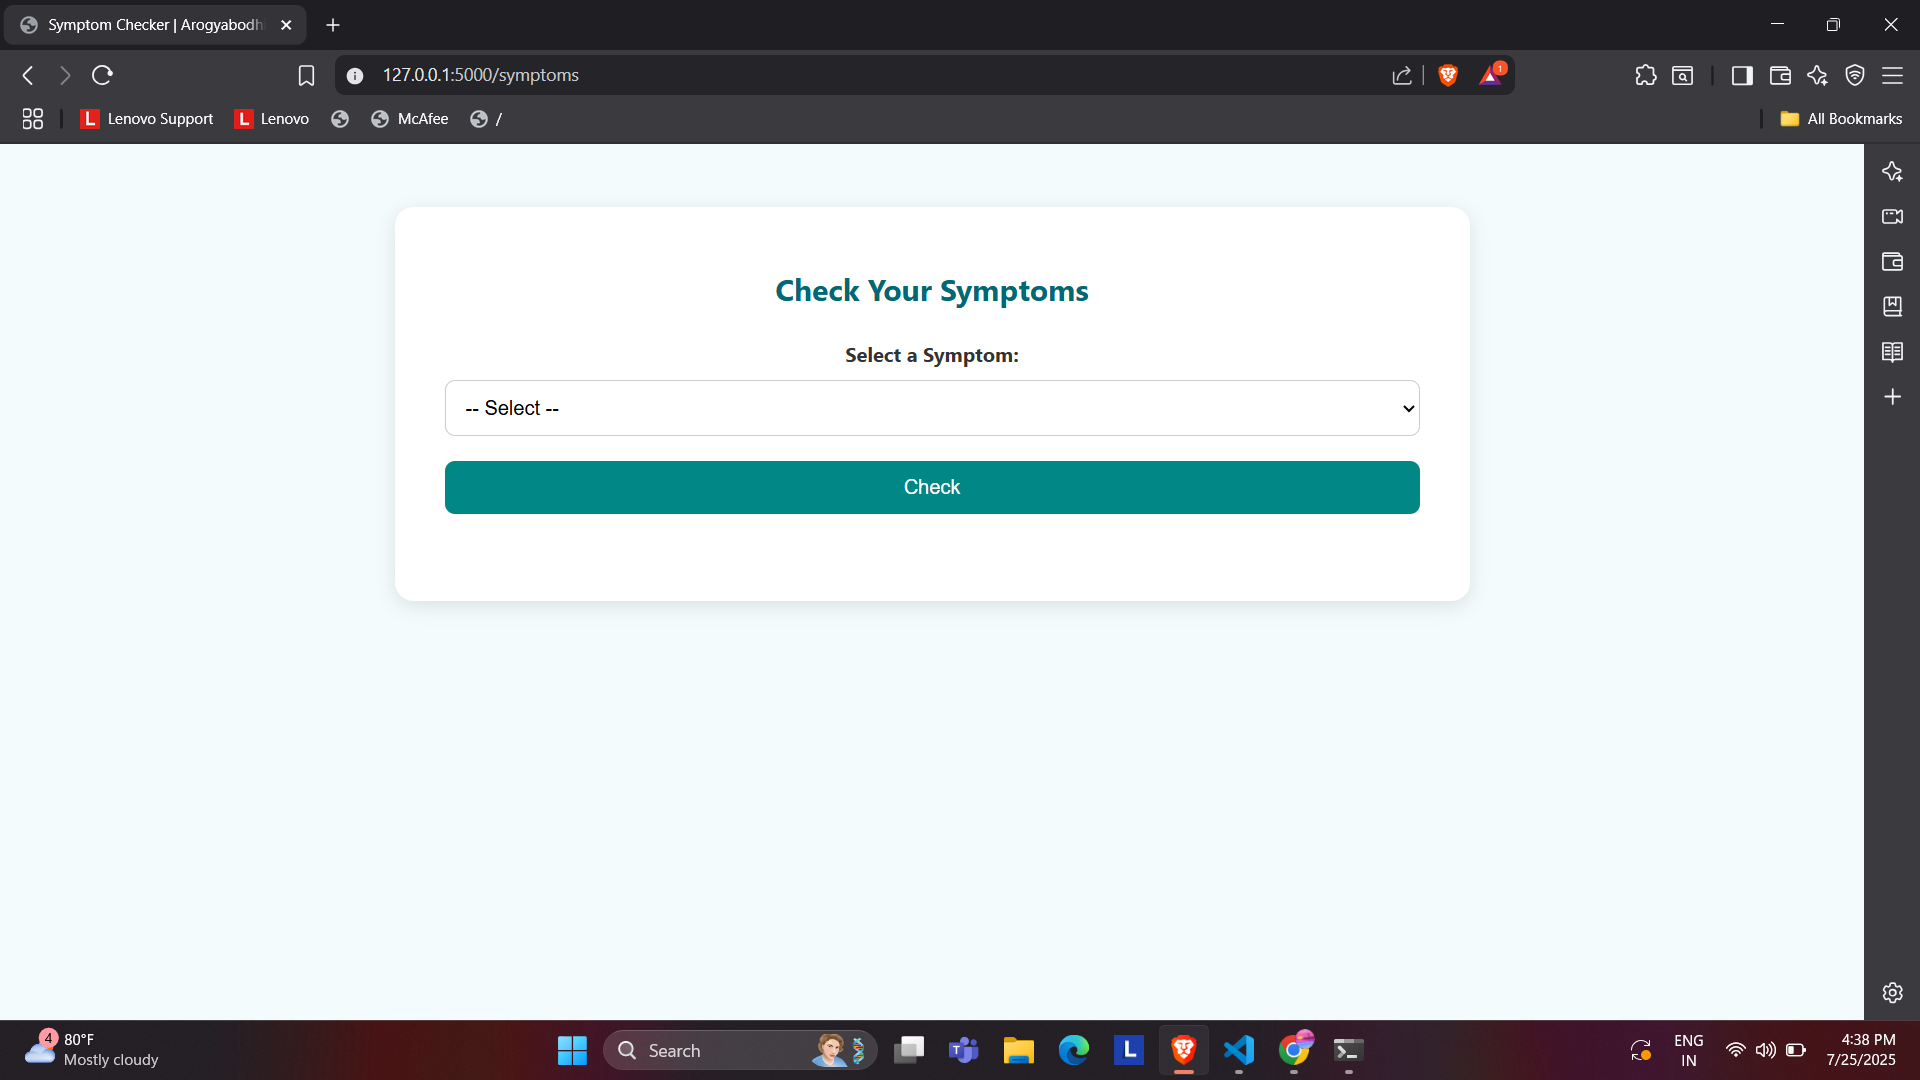 Symptom Checker | Arogyabodh
127.0.0.1:5000/symptoms
1
L Lenovo Support
L Lenovo
McAfee
/
All Bookmarks
Check Your Symptoms
Select a Symptom:
-- Select --
Check
4
80°F
Mostly cloudy
Search
T
L
ENG
IN
4:38 PM
7/25/2025